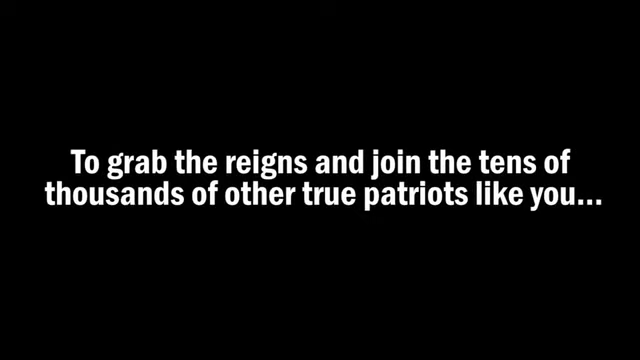 To grab the reigns and join the tens of
thousands of other true patriots like you...